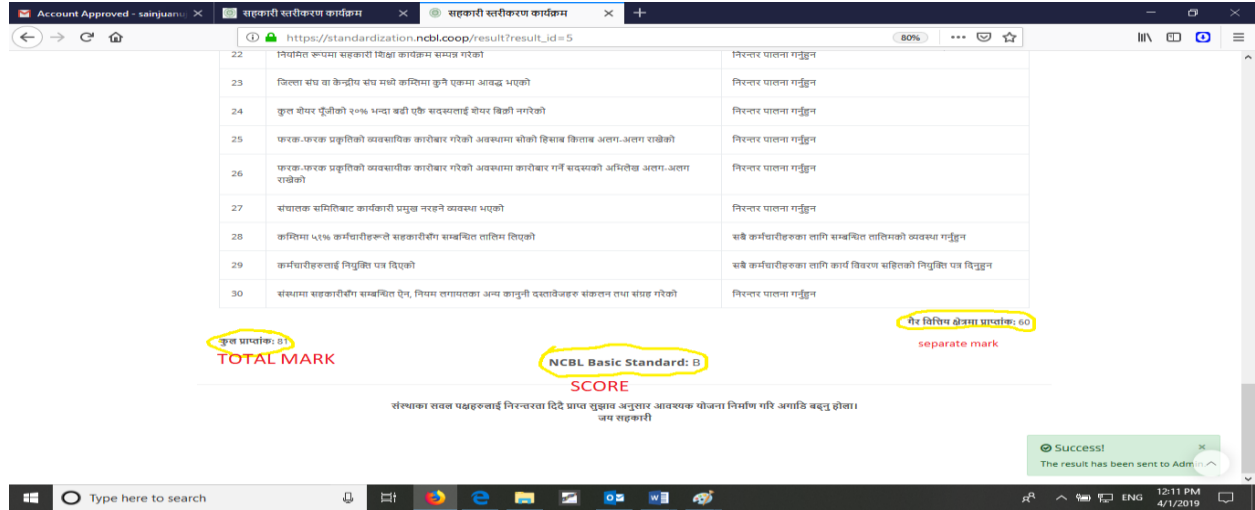 Account Approved - sainjuanu
सहकारी स्तरीकरण कार्यक्रम
सहकारी स्तरीकरण कार्यक्रम
https://standardization.ncbl.coop/result?result_id=5
80%
22 नियमित रूपमा सहकारी शिक्षा कार्यक्रम सम्पन्न गरेको निरन्तर पालना गर्नुहुन
23 जिल्ला संघ वा केन्द्रीय संघ मध्ये कम्तिमा कुनै एकमा आवद्ध भएको निरन्तर पालना गर्नुहुन
24 कुल शेयर पूँजीको २०% भन्दा बढी एकै सदस्यलाई शेयर बिक्री नगरेको निरन्तर पालना गर्नुहुन
25 फरक-फरक प्रकृतिको व्यवसायिक कारोबार गरेको अवस्थामा सोको हिसाब किताब अलग-अलग राखेको निरन्तर पालना गर्नुहुन
26 फरक-फरक प्रकृतिको व्यवसायीक कारोबार गरेको अवस्थामा कारोबार गर्ने सदस्यको अभिलेख अलग-अलग
राखेको
निरन्तर पालना गर्नुहुन
27 संचालक समितिबाट कार्यकारी प्रमुख नरहने व्यवस्था भएको निरन्तर पालना गर्नुहुन
28 कम्तिमा ५१% कर्मचारीहरूले सहकारीसँग सम्बन्धित तालिम लिएको सबै कर्मचारीहरुका लागि सम्बन्धित तालिमको व्यवस्था गर्नुहुन
29 कर्मचारीहरुलाई नियुक्ति पत्र दिएको सबै कर्मचारीहरुका लागि कार्य विवरण सहितको नियुक्ति पत्र दिनुहुन
30 संस्थामा सहकारीसँग सम्बन्धित ऐन, नियम लगायतका अन्य कानुनी दस्तावेजहरु संकलन तथा संग्रह गरेको निरन्तर पालना गर्नुहुन
गैर वित्तिय क्षेत्रमा प्राप्तांक: 60
separate mark
कुल प्राप्तांक: 81
TOTAL MARK
NCBL Basic Standard: B
SCORE
संस्थाका सवल पक्षहरुलाई निरन्तरता दिदै प्राप्त सुझाव अनुसार आवश्यक योजना निर्माण गरि अगाडि बढ्नु होला।
जय सहकारी
Success!
The result has been sent to Admin
Type here to search
ENG
12:11 PM
4/1/2019